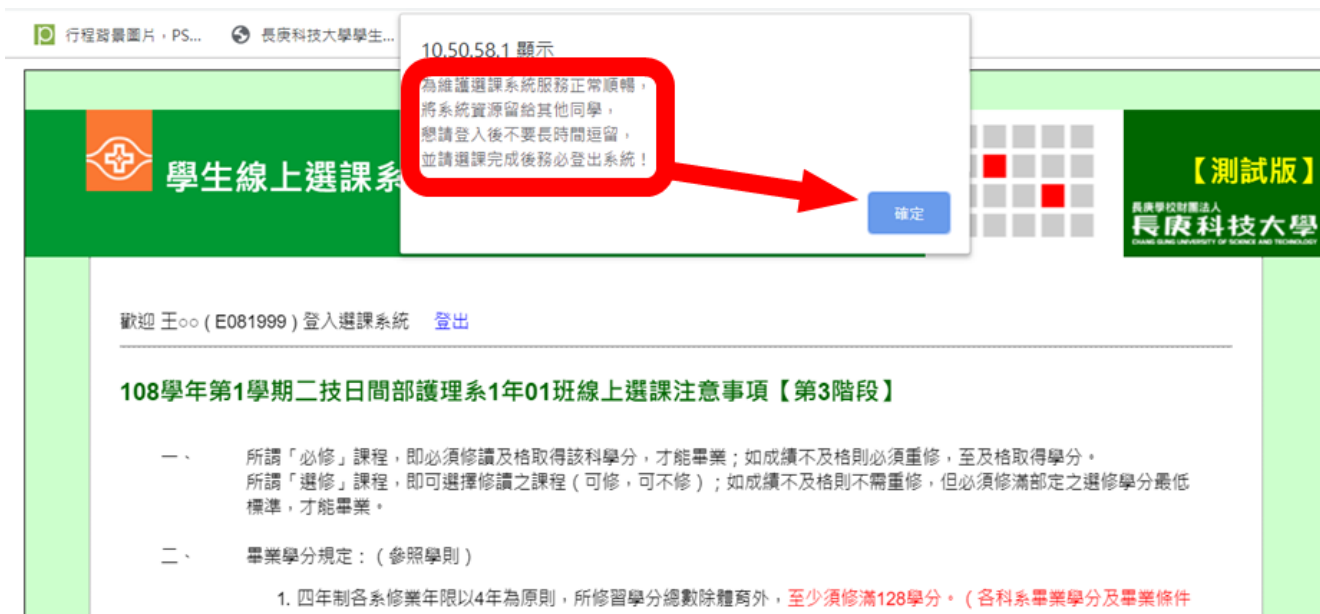 行程背景圖片，PS...
長庚科技大學學生...
10.50.58.1 顯示
為維護選課系統服務正常順暢，
將系統資源留給其他同學，
懇請登入後不要長時間逗留，
並請選課完成後務必登出系統！
確定
學生線上選課系
【測試版】
長庚學校財團法人
長庚科技大學
CHANG GUNG UNIVERSITY OF SCIENCE AND TECHNOLOGY
歡迎 王○○ ( E081999 ) 登入選課系統 登出
108學年第1學期二技日間部護理系1年01班線上選課注意事項【第3階段】
一、 所謂「必修」課程，即必須修讀及格取得該科學分，才能畢業；如成績不及格則必須重修，至及格取得學分。
所謂「選修」課程，即可選擇修讀之課程（可修，可不修）；如成績不及格則不需重修，但必須修滿部定之選修學分最低
標準，才能畢業。
二、 畢業學分規定：（參照學則）
1. 四年制各系修業年限以4年為原則，所修習學分總數除體育外，至少須修滿128學分。（各科系畢業學分及畢業條件